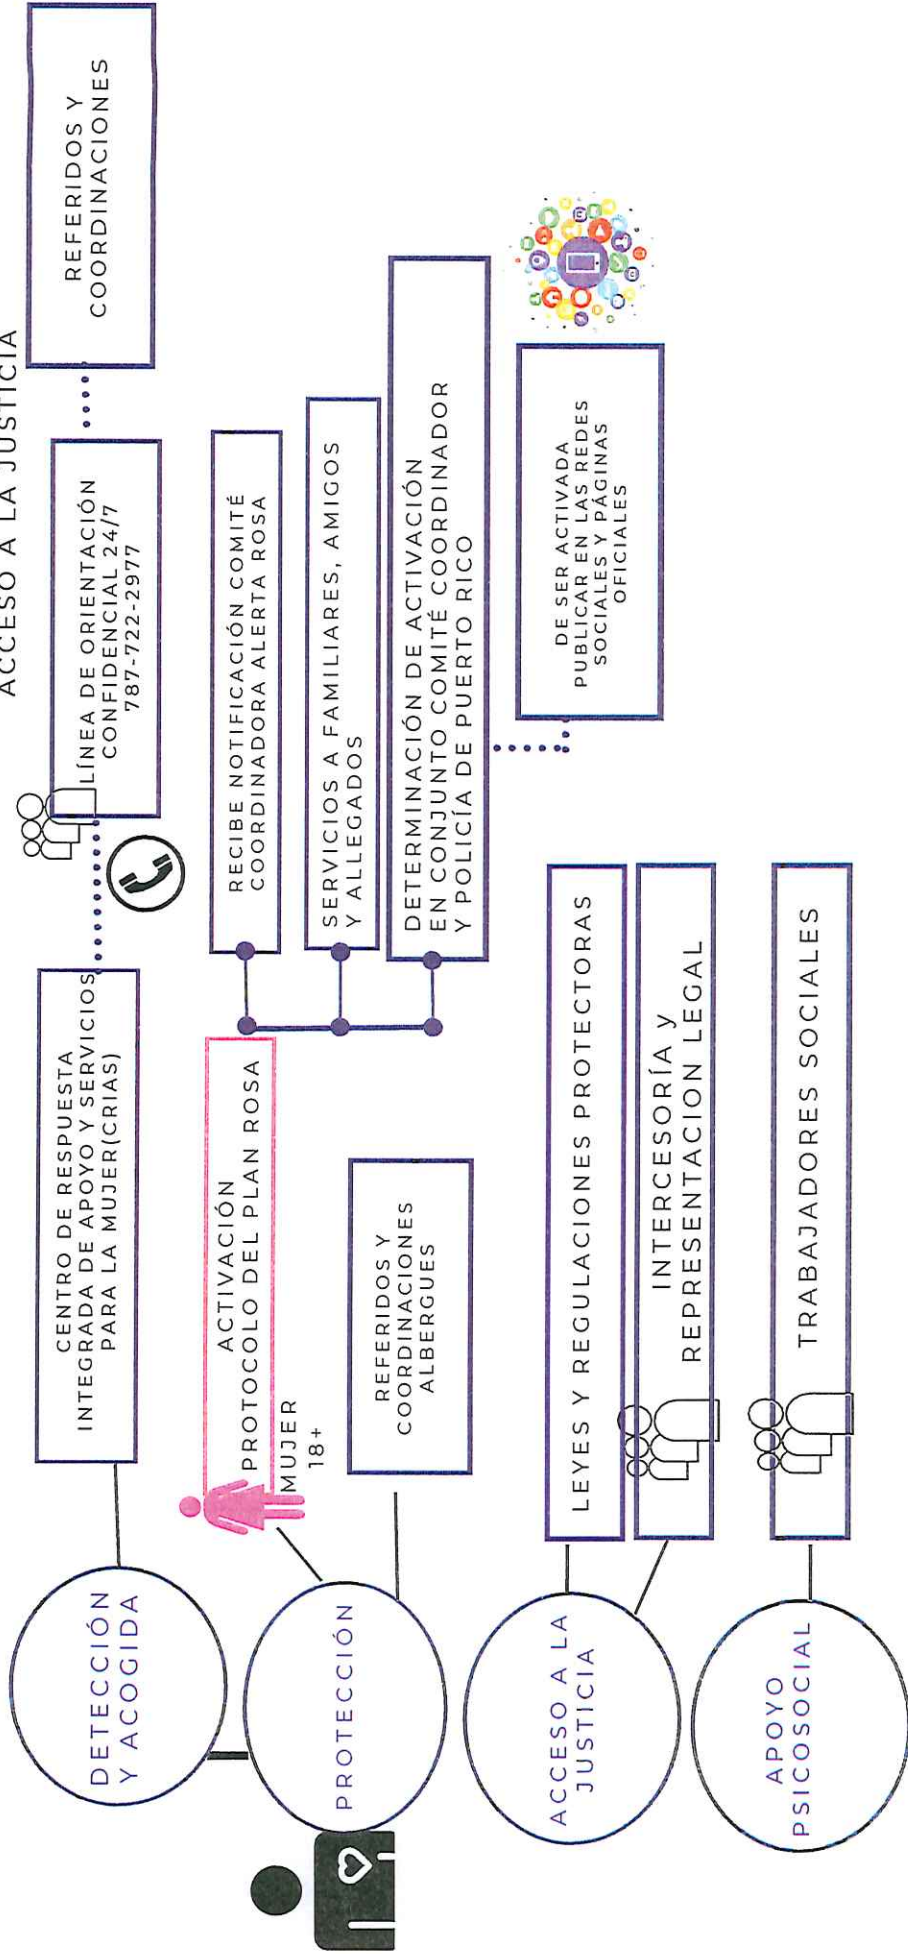 ACCESO A LA JUSTICIA
DETECCIÓN
Y ACOGIDA
CENTRO DE RESPUESTA
INTEGRADA DE APOYO Y SERVICIOS
PARA LA MUJER(CRIAS)
LÍNEA DE ORIENTACIÓN
CONFIDENCIAL 24/7
787-722-2977
REFERIDOS Y
COORDINACIONES
PROTECCIÓN
ACTIVACIÓN
PROTOCOLO DEL PLAN ROSA
MUJER
18+
RECIBE NOTIFICACIÓN COMITÉ
COORDINADORA ALERTA ROSA
SERVICIOS A FAMILIARES, AMIGOS
Y ALLEGADOS
DETERMINACIÓN DE ACTIVACIÓN
EN CONJUNTO COMITÉ COORDINADOR
Y POLICÍA DE PUERTO RICO
DE SER ACTIVADA
PUBLICAR EN LAS REDES
SOCIALES Y PÁGINAS
OFICIALES
REFERIDOS Y
COORDINACIONES
ALBERGUES
ACCESO A LA
JUSTICIA
LEYES Y REGULACIONES PROTECTORAS
INTERCESORÍA y
REPRESENTACION LEGAL
APOYO
PSICOSOCIAL
TRABAJADORES SOCIALES